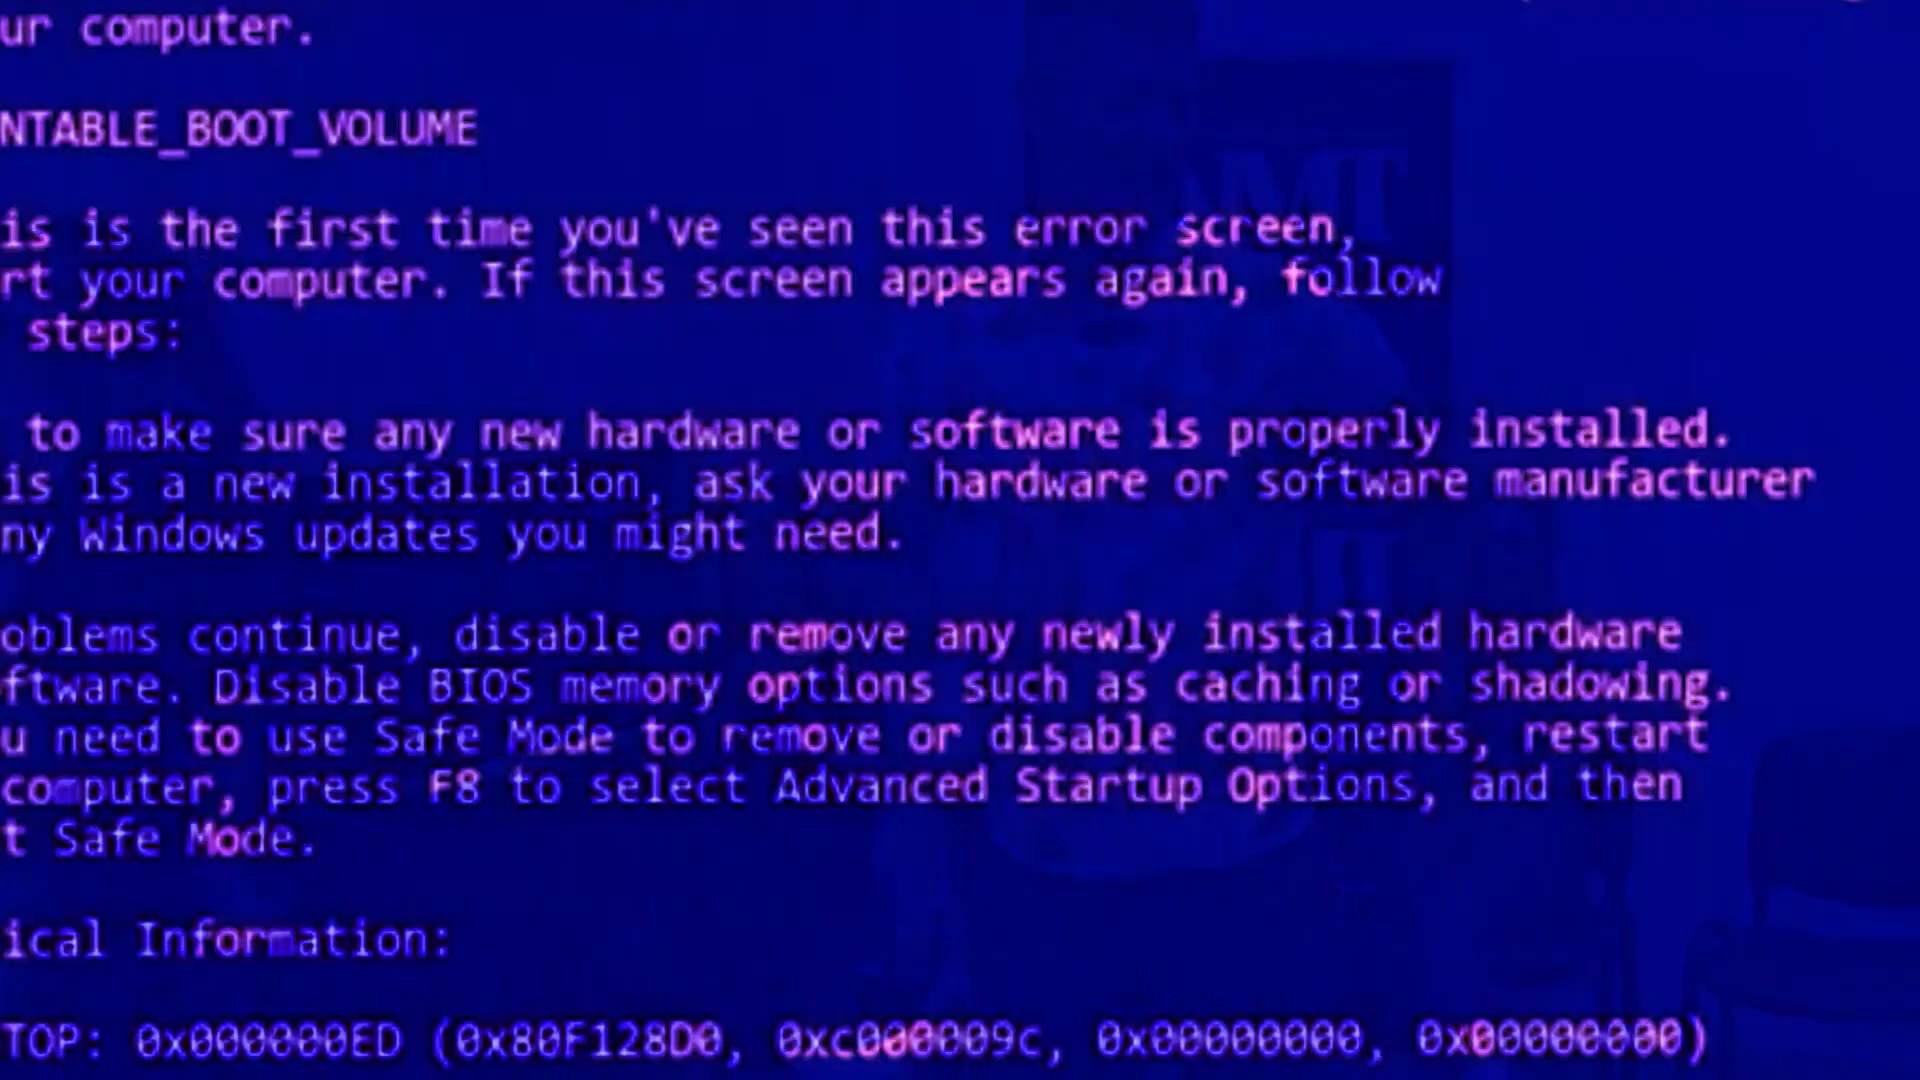 ur computer.
NTABLE_BOOT_VOLUME
is is the first time you've seen this error screen,
rt your computer. If this screen appears again, follow
steps:
to make sure any new hardware or software is properly installed.
is is a new installation, ask your hardware or software manufacturer
ny Windows updates you might need.
oblems continue, disable or remove any newly installed hardware
ftware. Disable BIOS memory options such as caching or shadowing.
u need to use Safe Mode to remove or disable components, restart
computer, press F8 to select Advanced Startup Options, and then
t Safe Mode.
ical Information:
TOP: 0x000000ED (0x80F128D0, 0xc000009c, 0x00000000, 0x00000000)